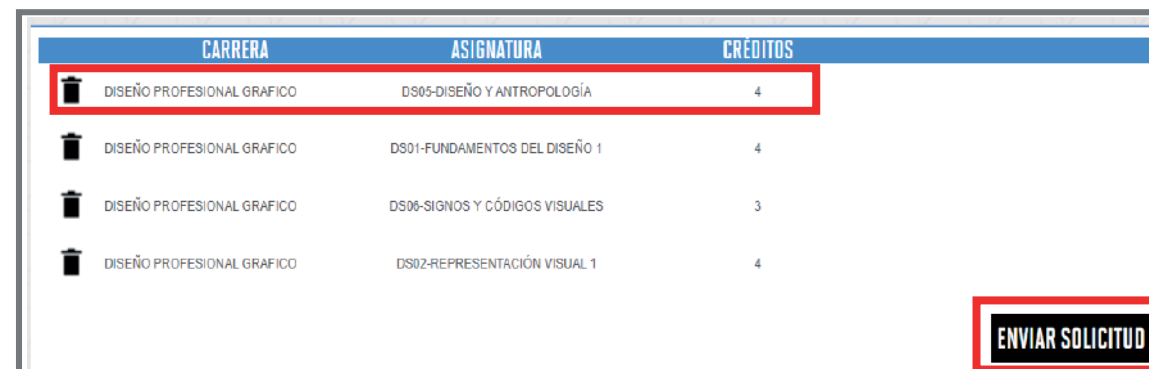 CARRERA ASIGNATURA CRÉDITOS
DISEÑO PROFESIONAL GRAFICO DS05-DISEÑO Y ANTROPOLOGÍA 4
DISEÑO PROFESIONAL GRAFICO DS01-FUNDAMENTOS DEL DISEÑO 1 4
DISEÑO PROFESIONAL GRAFICO DS06-SIGNOS Y CÓDIGOS VISUALES 3
DISEÑO PROFESIONAL GRAFICO DS02-REPRESENTACIÓN VISUAL 1 4
ENVIAR SOLICITUD